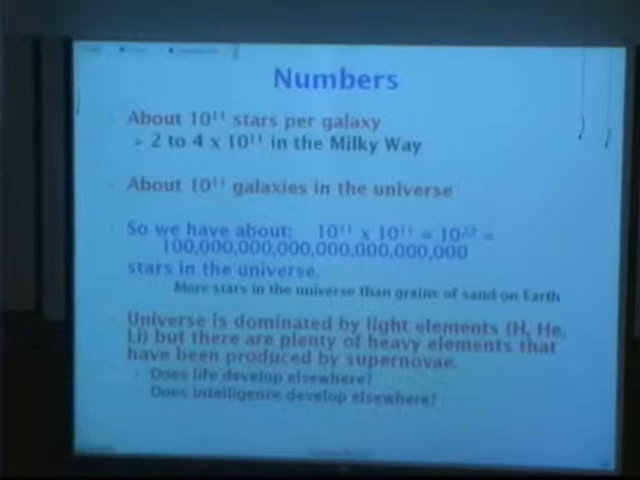 Numbers
About 10¹¹ stars per galaxy
> 2 to 4 x 10¹¹ in the Milky Way
About 10¹¹ galaxies in the universe
So we have about: 10¹¹ x 10¹¹ = 10²² =
100,000,000,000,000,000,000,000
stars in the universe.
More stars in the universe than grains of sand on Earth
Universe is dominated by light elements (H, He,
Li) but there are plenty of heavy elements that
have been produced by supernovae.
Does life develop elsewhere?
Does intelligence develop elsewhere?